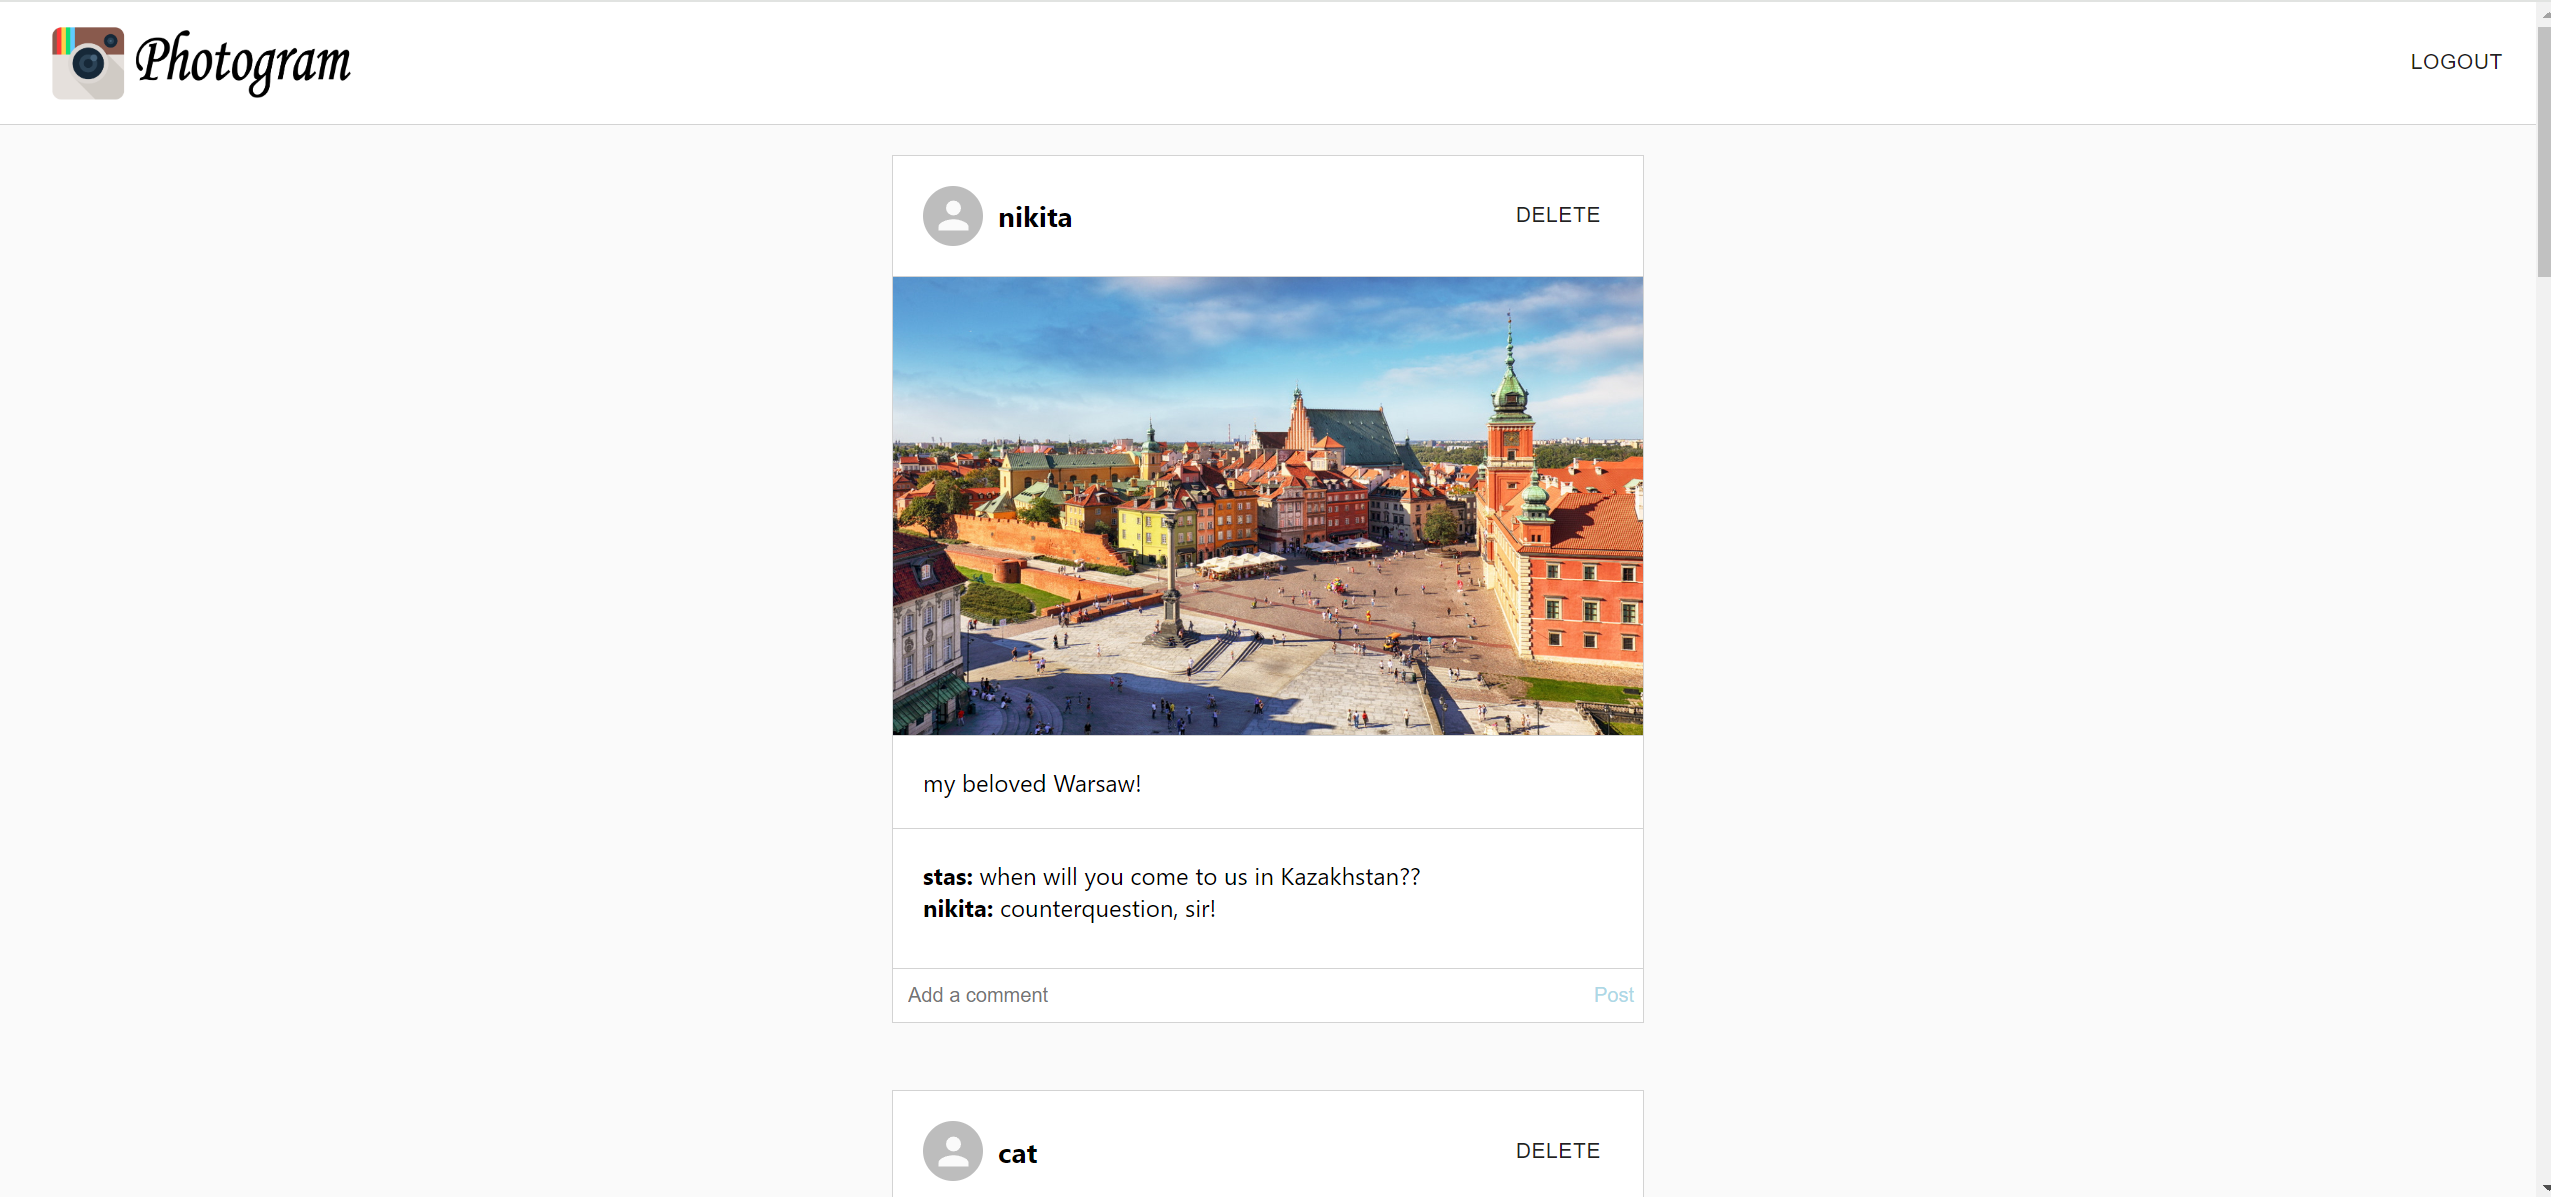 Photogram
LOGOUT
nikita
DELETE
my beloved Warsaw!
stas: when will you come to us in Kazakhstan??
nikita: counterquestion, sir!
Add a comment
Post
cat
DELETE